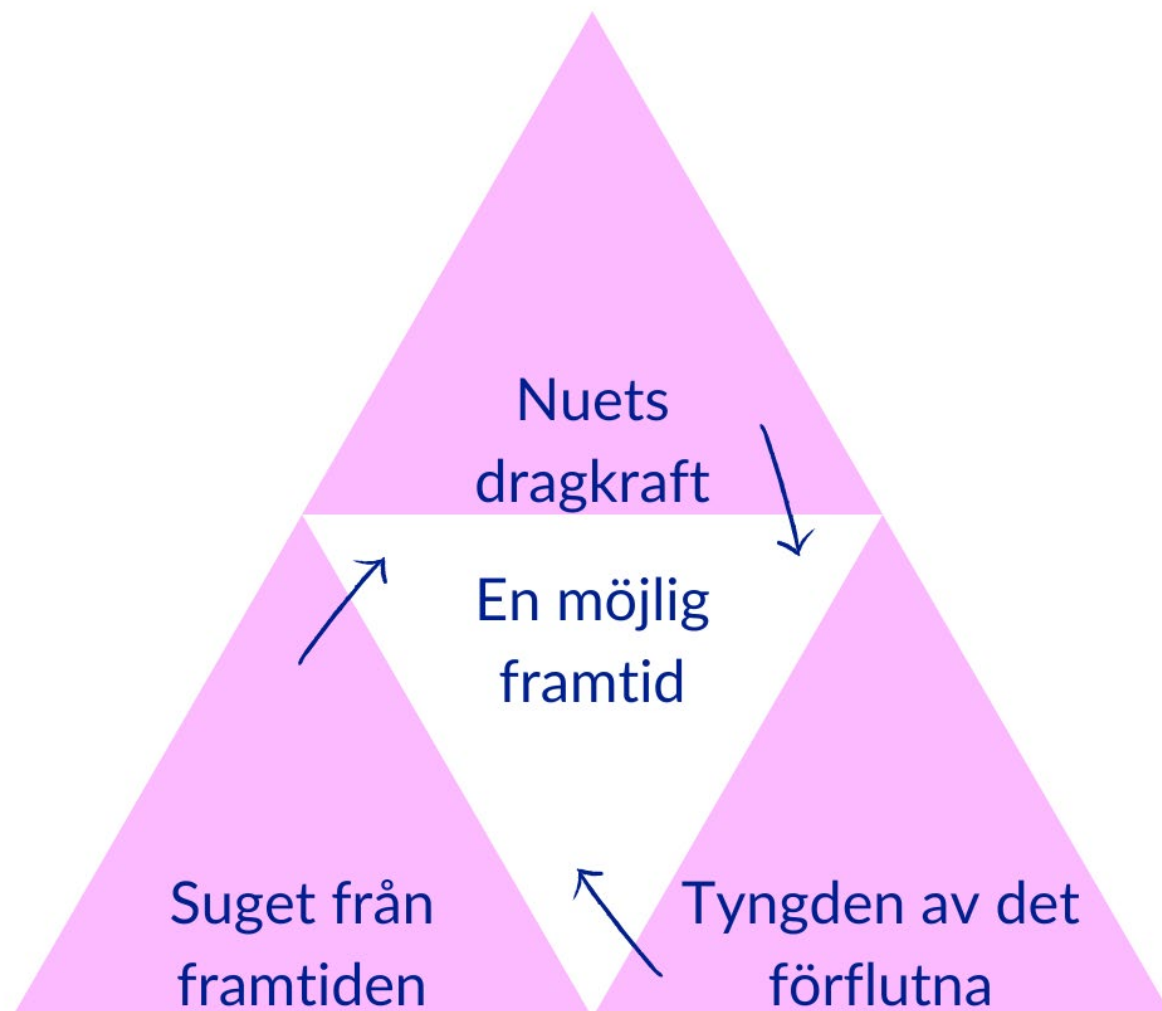 Nuets
dragkraft
En möjlig
framtid
Suget från
framtiden
Tyngden av det
förflutna